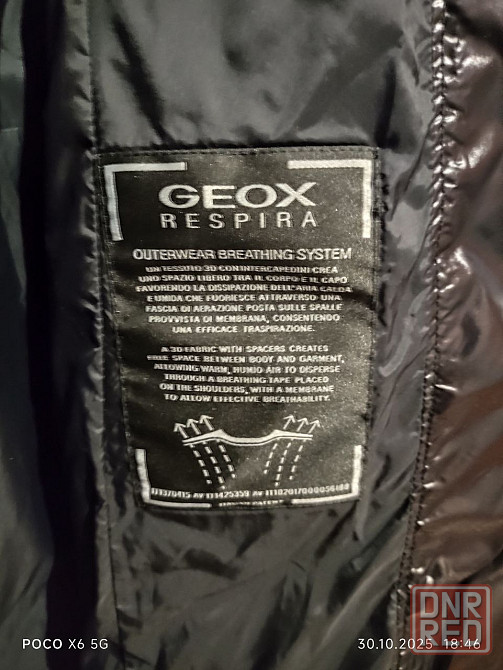 GEOX
RESPIRA
OUTERWEAR BREATHING SYSTEM
UN TESSUTO 3D CON INTERCAPEDINI CREA
UNO SPAZIO LIBERO TRA IL CORPO E IL CAPO
FAVORENDO LA DISSIPAZIONE DELL'ARIA CALDA
E UMIDA CHE FUORIESCE ATTRAVERSO UNA
FASCIA DI AERAZIONE POSTA SULLE SPALLE
PROVVISTA DI MEMBRANA, CONSENTENDO
UNA EFFICACE TRASPIRAZIONE.
A 3D FABRIC WITH SPACERS CREATES
FREE SPACE BETWEEN BODY AND GARMENT,
ALLOWING WARM, HUMID AIR TO DISPERSE
THROUGH A BREATHING TAPE PLACED
ON THE SHOULDERS, WITH A MEMBRANE
TO ALLOW EFFECTIVE BREATHABILITY.
POCO X6 5G
30.10.2025 18:46
DNR
RED